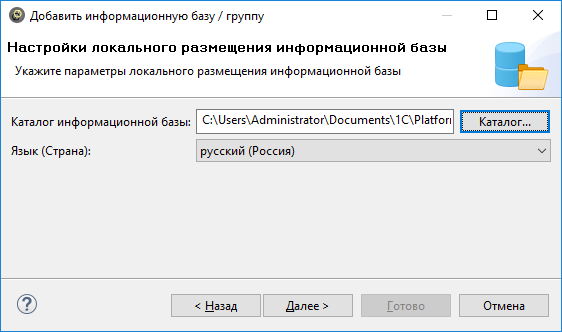 Добавить информационную базу / группу
Настройки локального размещения информационной базы
Укажите параметры локального размещения информационной базы
Каталог информационной базы: C:\Users\Administrator\Documents\1C\Platforr Каталог...
Язык (Страна): русский (Россия)
? < Назад Далее > Готово Отмена